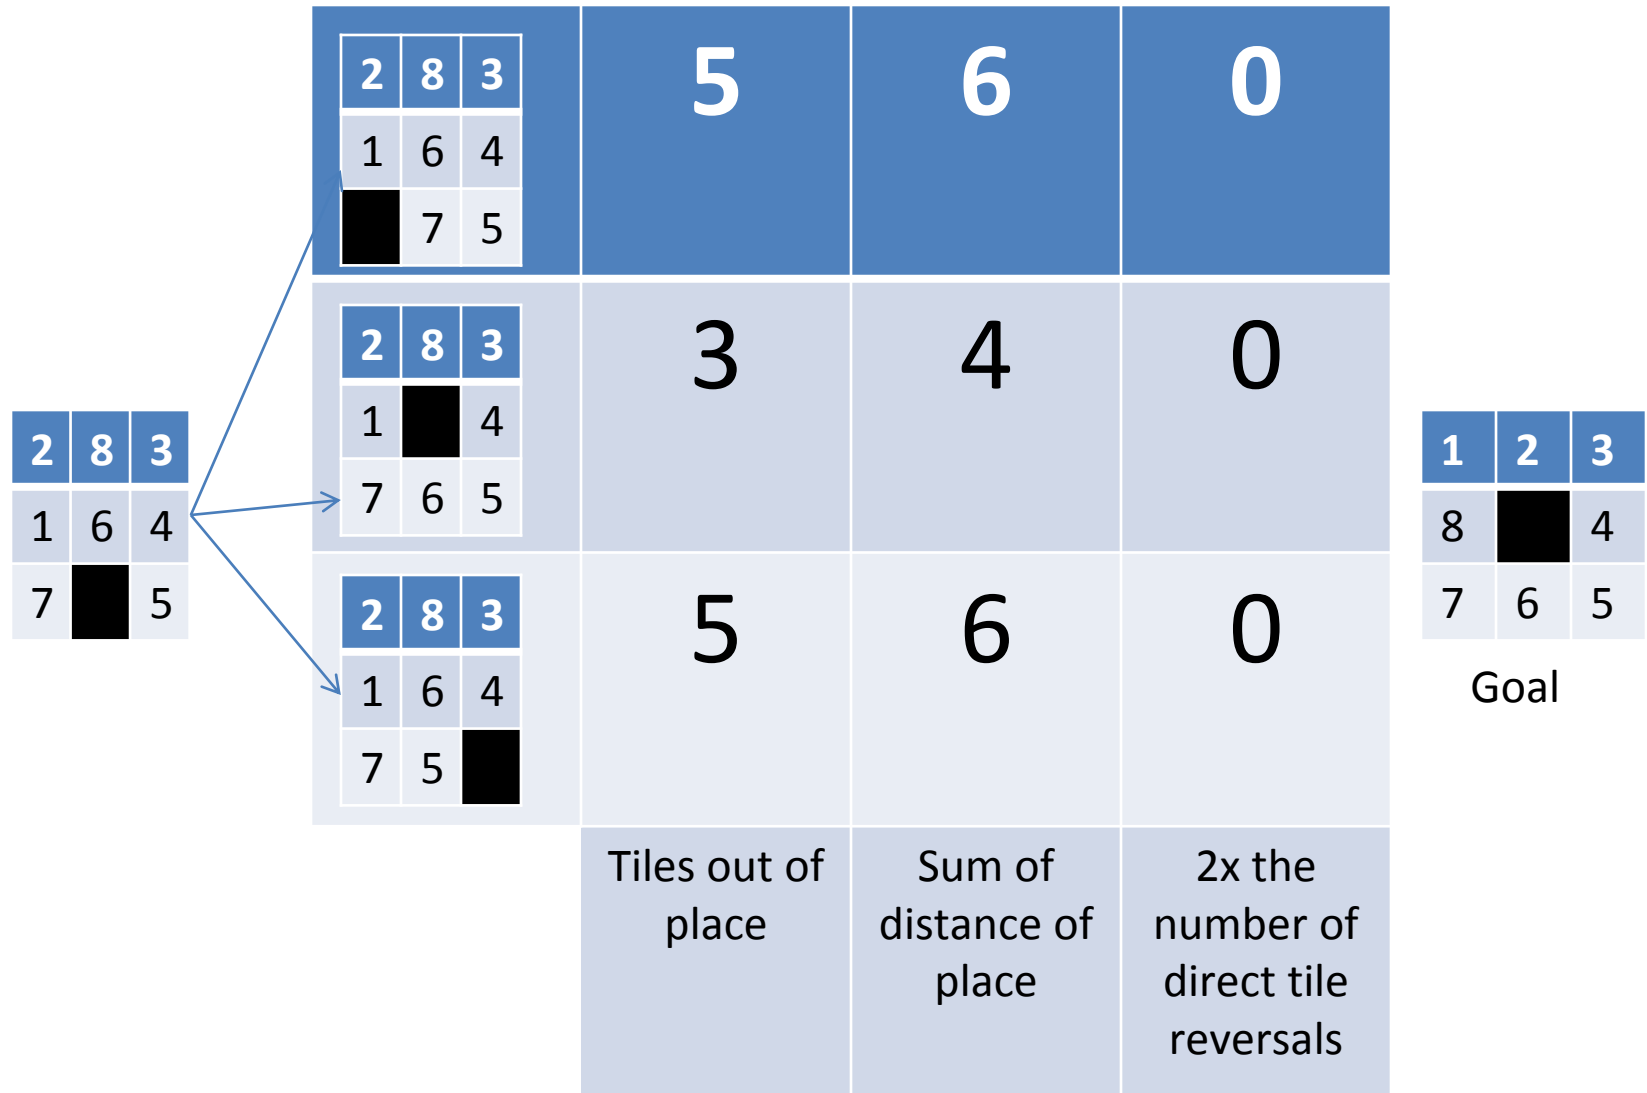 2 8 3
1 6 4
7 5
2 8 3
1 6 4
7 5
5 6 0
2 8 3
1 4
7 6 5
3 4 0
2 8 3
1 6 4
7 5
5 6 0
Tiles out of
place
Sum of
distance of
place
2x the
number of
direct tile
reversals
1 2 3
8 4
7 6 5
Goal